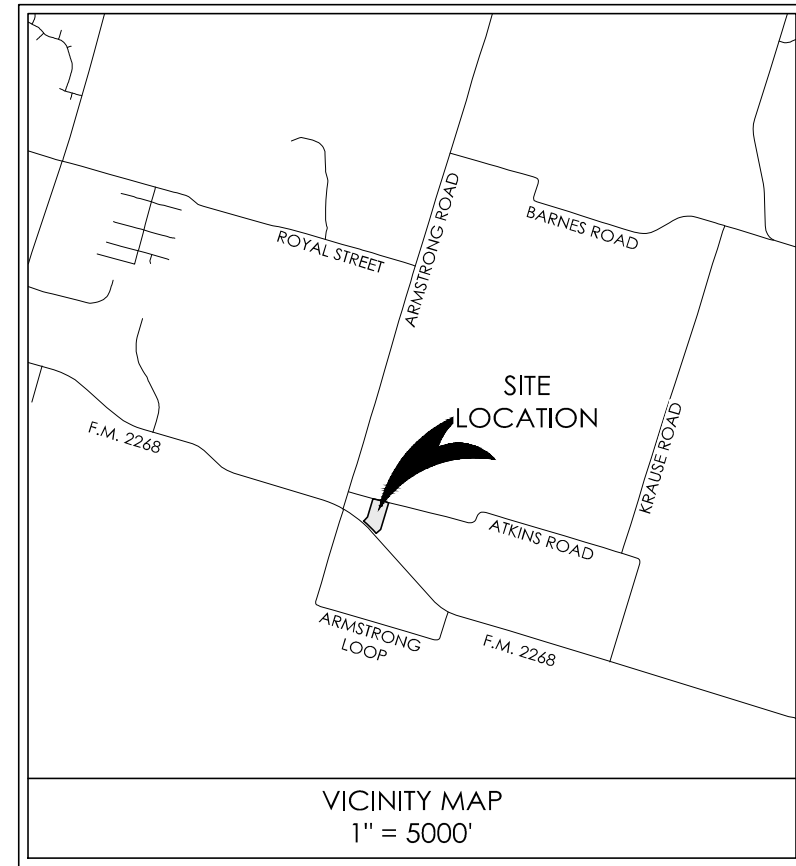 BARNES ROAD
ARMSTRONG ROAD
ROYAL STREET
SITE
LOCATION
F.M. 2268
KRAUSE ROAD
ATKINS ROAD
ARMSTRONG
LOOP
F.M. 2268
VICINITY MAP
1" = 5000'